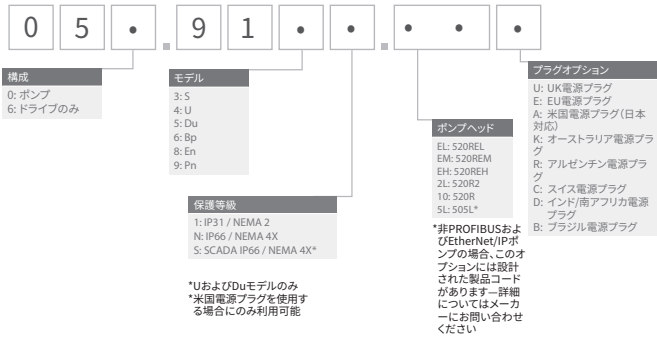 0 5 • . 9 1 • • . • • •
構成
0: ポンプ
6: ドライブのみ
モデル
3: S
4: U
5: Du
6: Bp
8: En
9: Pn
保護等級
1: IP31 / NEMA 2
N: IP66 / NEMA 4X
S: SCADA IP66 / NEMA 4X*
*UおよびDuモデルのみ
*米国電源プラグを使用す
る場合にのみ利用可能
ポンプヘッド
EL: 520REL
EM: 520REM
EH: 520REH
2L: 520R2
10: 520R
5L: 505L*
*非PROFIBUSおよ
びEtherNet/IPポ
ンプの場合、このオ
プションには設計
された製品コード
があります—詳細
についてはメーカ
ーにお問い合わせ
ください
プラグオプション
U: UK電源プラグ
E: EU電源プラグ
A: 米国電源プラグ(日本
対応)
K: オーストラリア電源プラ
グ
R: アルゼンチン電源プラ
グ
C: スイス電源プラグ
D: インド/南アフリカ電源
プラグ
B: ブラジル電源プラグ